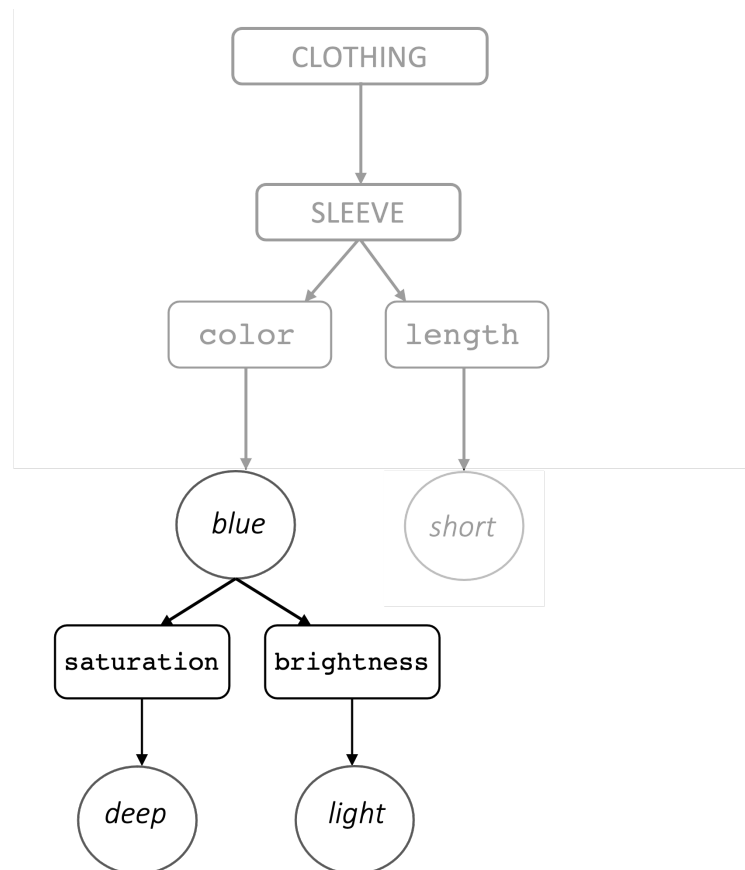 CLOTHING
SLEEVE
color
length
blue
short
saturation
brightness
deep
light